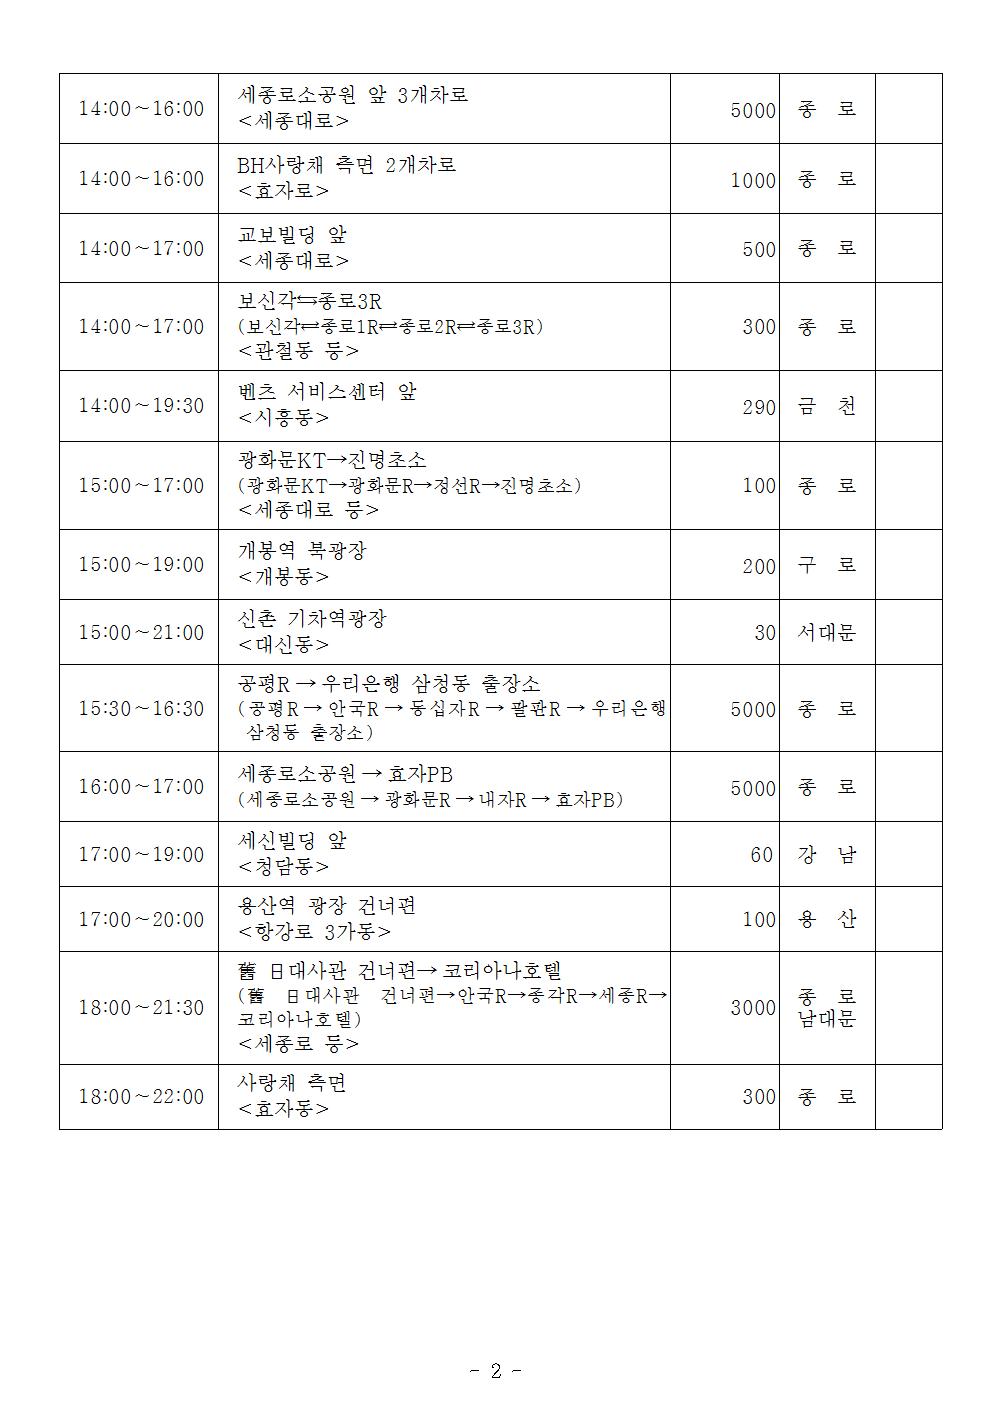 14:00~16:00
세종로소공원 앞 3개차로
<세종대로>
5000
종 로
14:00~16:00
BH사랑채 측면 2개차로
<효자로>
1000
종 로
14:00~17:00
교보빌딩 앞
<세종대로>
500
종 로
14:00~17:00
보신각⇆종로3R
(보신각⇄종로1R⇄종로2R⇄종로3R)
<관철동 등>
300
종 로
14:00~19:30
벤츠 서비스센터 앞
<시흥동>
290
금 천
15:00~17:00
광화문KT→진명초소
(광화문KT→광화문R→정선R→진명초소)
<세종대로 등>
100
종 로
15:00~19:00
개봉역 북광장
<개봉동>
200
구 로
15:00~21:00
신촌 기차역광장
<대신동>
30
서대문
15:30~16:30
공평R → 우리은행 삼청동 출장소
(공평R → 안국R → 동십자R → 팔판R → 우리은행
삼청동 출장소)
5000
종 로
16:00~17:00
세종로소공원 → 효자PB
(세종로소공원 → 광화문R → 내자R → 효자PB)
5000
종 로
17:00~19:00
세신빌딩 앞
<청담동>
60
강 남
17:00~20:00
용산역 광장 건너편
<항강로 3가동>
100
용 산
18:00~21:30
舊 日대사관 건너편→ 코리아나호텔
(舊 日대사관 건너편→안국R→종각R→세종R→
코리아나호텔)
<세종로 등>
3000
종 로
남대문
18:00~22:00
사랑채 측면
<효자동>
300
종 로
- 2 -